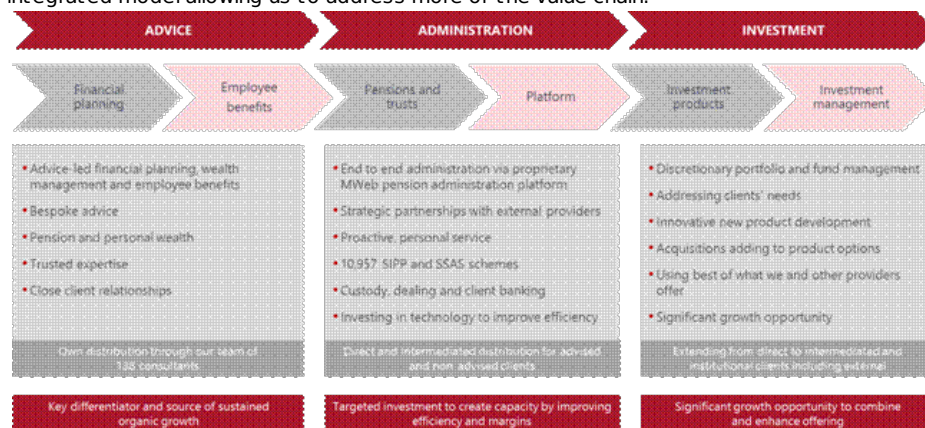 integrated model allowing us to address more of the value chain.
ADVICE
ADMINISTRATION
INVESTMENT
Financial
planning
Employee
benefits
Pensions and
trusts
Platform
Investment
products
Investment
management
• Advice-led financial planning, wealth
management and employee benefits
• Bespoke advice
• Pension and personal wealth
• Trusted expertise
• Close client relationships
Own distribution through our team of
138 consultants
Key differentiator and source of sustained
organic growth
• End to end administration via proprietary
MWeb pension administration platform
• Strategic partnerships with external providers
• Proactive, personal service
• 10,957 SIPP and SSAS schemes
• Custody, dealing and client banking
• Investing in technology to improve efficiency
Direct and intermediated distribution for advised
and non advised clients
Targeted investment to create capacity by improving
efficiency and margins
• Discretionary portfolio and fund management
• Addressing clients' needs
• Innovative new product development
• Acquisitions adding to product options
• Using best of what we and other providers
offer
• Significant growth opportunity
Extending from direct to intermediated and
institutional clients including external
Significant growth opportunity to combine
and enhance offering